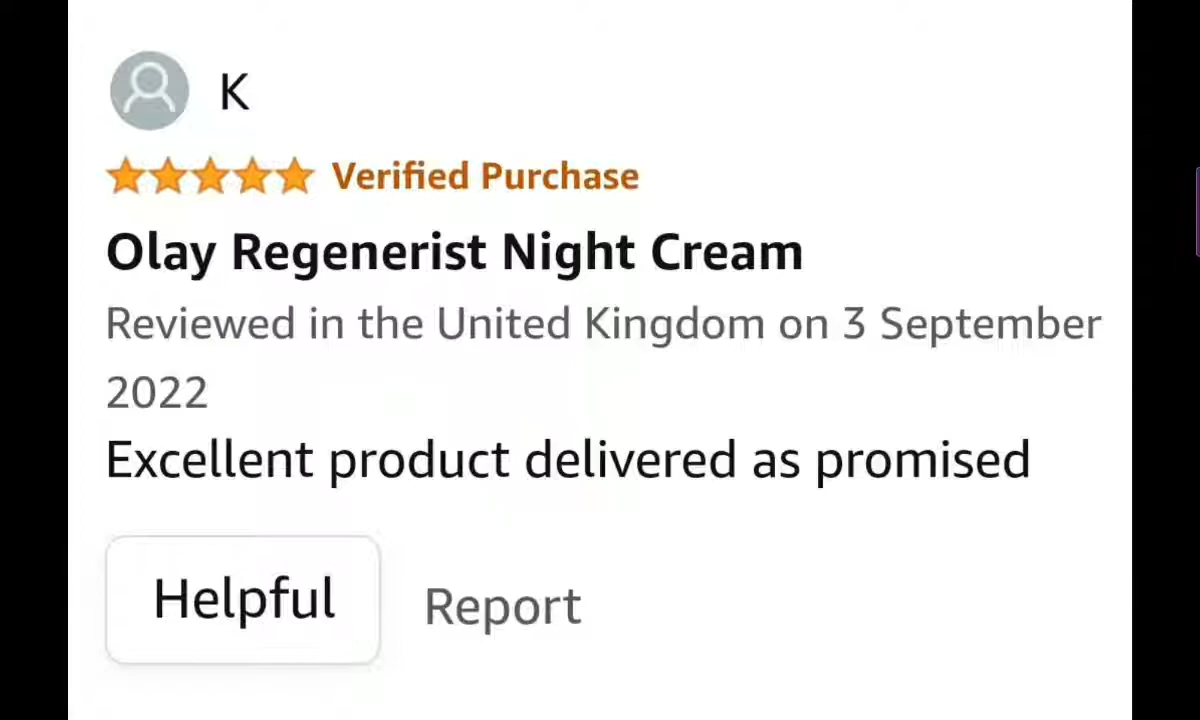 K
Verified Purchase
Olay Regenerist Night Cream
Reviewed in the United Kingdom on 3 September
2022
Excellent product delivered as promised
Helpful Report